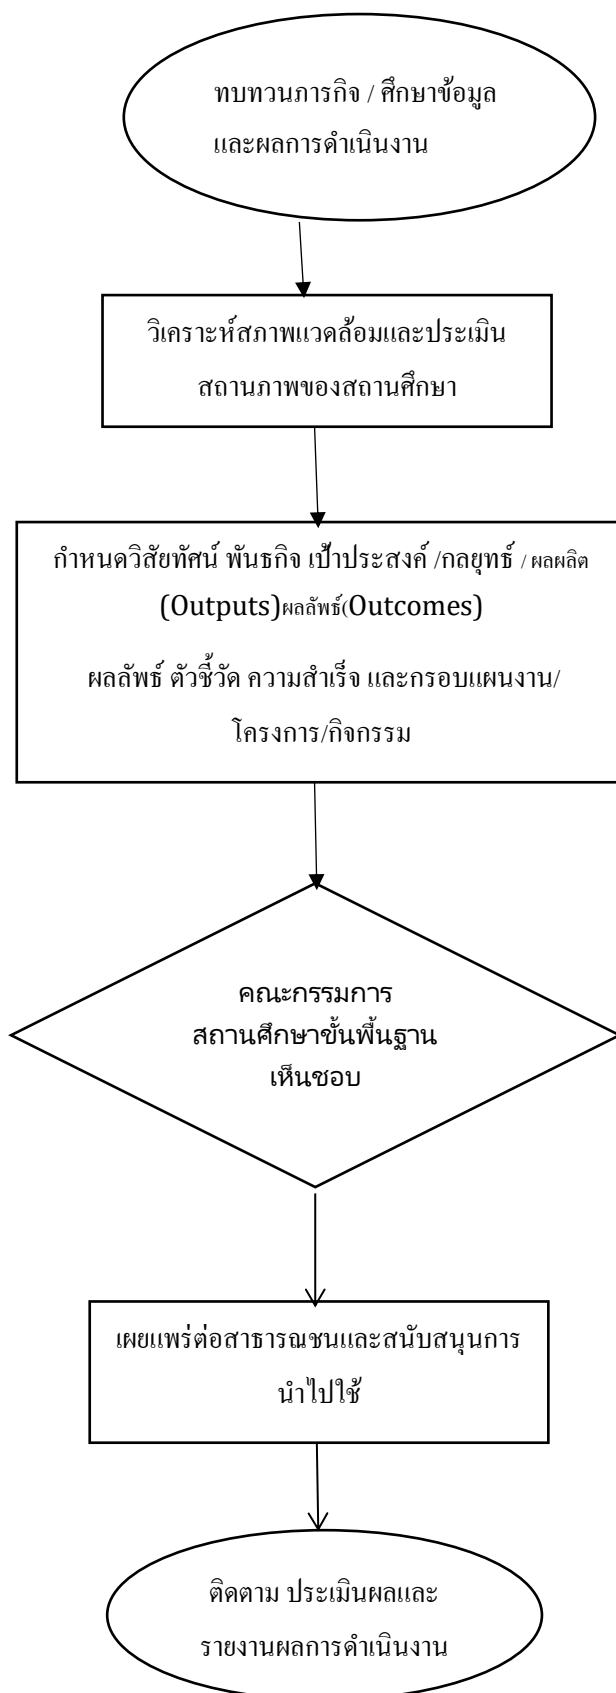 ทบทวนภารกิจ / ศึกษาข้อมูล
และผลการดำเนินงาน
วิเคราะห์สภาพแวดล้อมและประเมิน
สถานภาพของสถานศึกษา
กำหนดวิสัยทัศน์ พันธกิจ เป้าประสงค์ /กลยุทธ์ / ผลผลิต
(Outputs)ผลลัพธ์(Outcomes)
ผลลัพธ์ ตัวชี้วัด ความสำเร็จ และกรอบแผนงาน/
โครงการ/กิจกรรม
คณะกรรมการ
สถานศึกษาขั้นพื้นฐาน
เห็นชอบ
เผยแพร่ต่อสาธารณชนและสนับสนุนการ
นำไปใช้
ติดตาม ประเมินผลและ
รายงานผลการดำเนินงาน